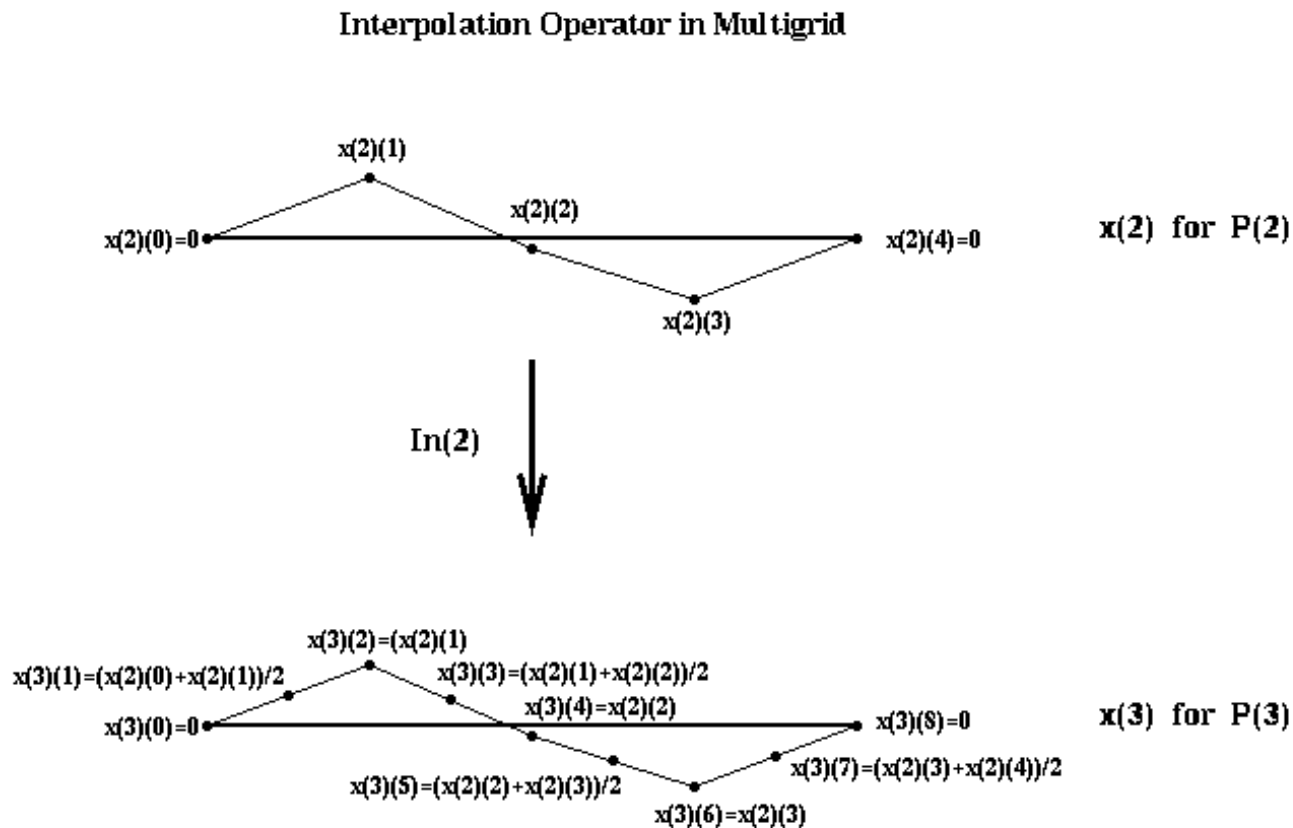 Interpolation Operator in Multigrid
x(2)(1)
x(2)(2)
x(2)(0)=0
x(2)(4)=0
x(2) for P(2)
x(2)(3)
In(2)
x(3)(2)=(x(2)(1)
x(3)(1)=(x(2)(0)+x(2)(1))/2
x(3)(3)=(x(2)(1)+x(2)(2))/2
x(3)(4)=x(2)(2)
x(3)(0)=0
x(3)(8)=0
x(3) for P(3)
x(3)(5)=(x(2)(2)+x(2)(3))/2
x(3)(7)=(x(2)(3)+x(2)(4))/2
x(3)(6)=x(2)(3)